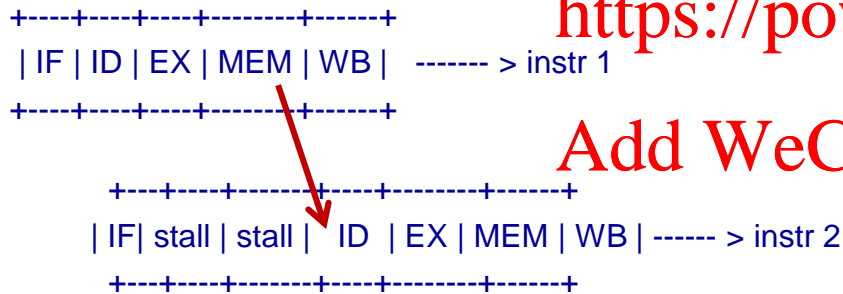 https://pow
+----+----+----+--------+------+
| IF | ID | EX | MEM | WB | ------- > instr 1
+----+----+----+--------+------+
Add WeC
+---+----+-------+----+--------+------+
| IF| stall | stall | ID | EX | MEM | WB | ------ > instr 2
+---+----+-------+----+--------+------+